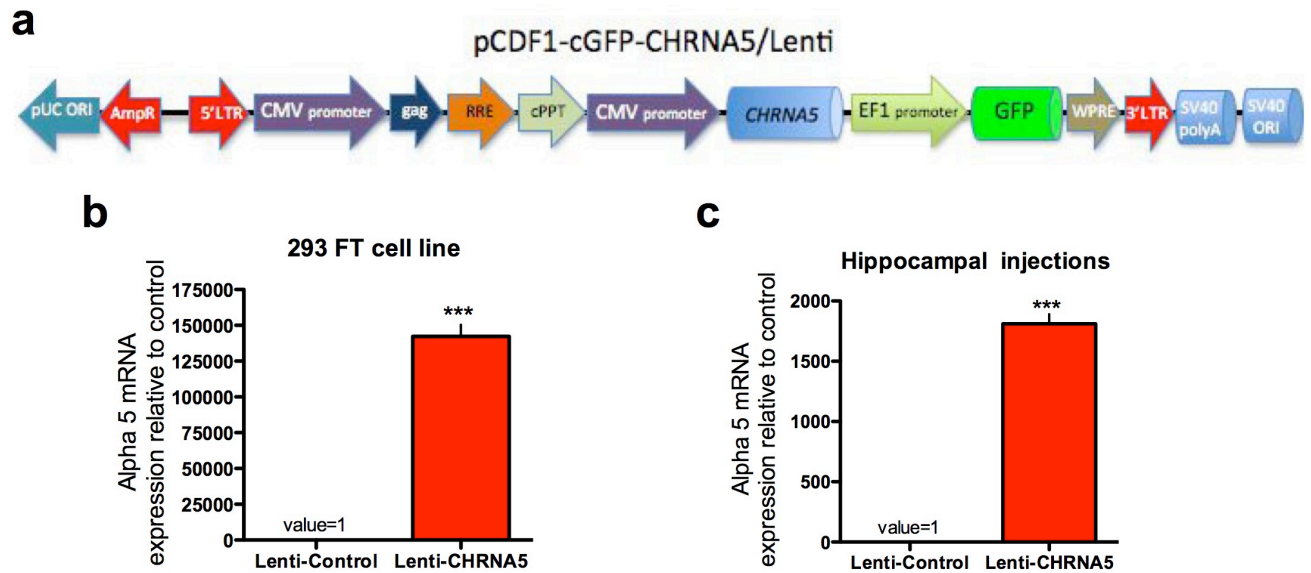 a
pCDF1-cGFP-CHRNA5/Lenti
pUC ORI
AmpR
5'LTR
CMV promoter
gag
RRE
cPPT
CMV promoter
CHRNA5
EF1 promoter
GFP
WPRE
3'LTR
SV40
polyA
SV40
ORI
b
293 FT cell line
Alpha 5 mRNA
expression relative to control
175000
150000
125000
100000
75000
50000
25000
0
***
value=1
Lenti-Control
Lenti-CHRNA5
c
Hippocampal injections
Alpha 5 mRNA
expression relative to control
2000
1500
1000
500
0
***
value=1
Lenti-Control
Lenti-CHRNA5